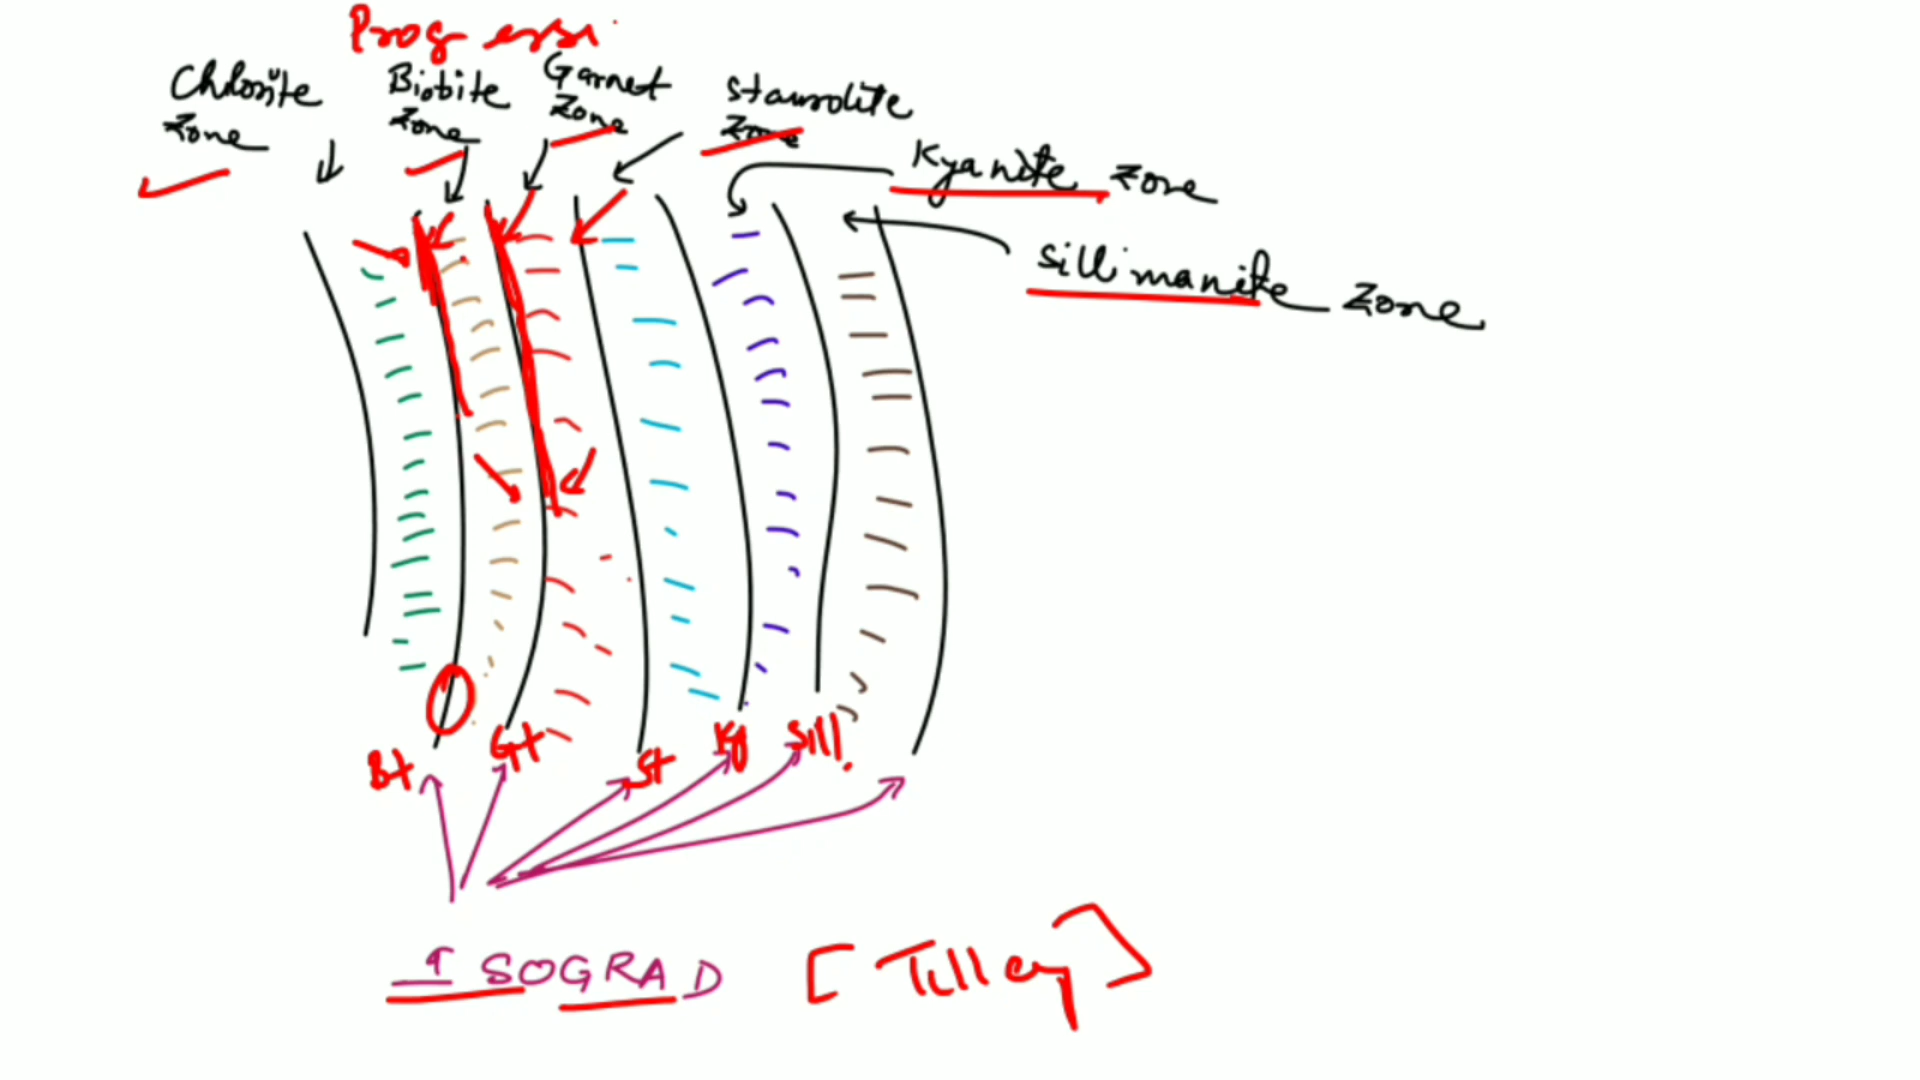 Progressi
Chlorite
Zone
Biotite
Zone
Garnet
Zone
Staurolite
Zone
Kyanite Zone
Sillimanite Zone
Bt
Gt
St
Ky
Sill.
ISOGRAD [Tilley]